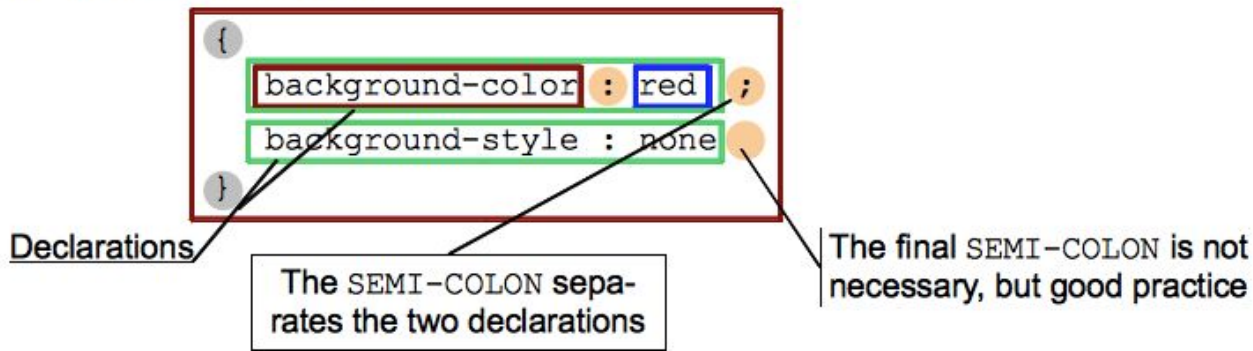 {
background-color : red ;
background-style : none
}
Declarations
The SEMI-COLON sepa-
rates the two declarations
The final SEMI-COLON is not
necessary, but good practice